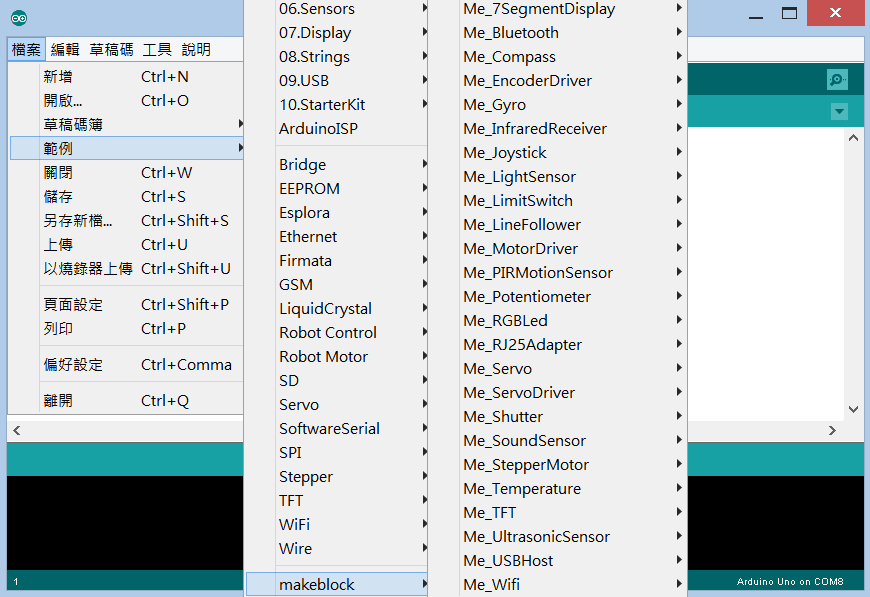 檔案 編輯 草稿碼 工具 說明
新增 Ctrl+N
開啟... Ctrl+O
草稿碼簿
範例
關閉 Ctrl+W
儲存 Ctrl+S
另存新檔... Ctrl+Shift+S
上傳 Ctrl+U
以燒錄器上傳 Ctrl+Shift+U
頁面設定 Ctrl+Shift+P
列印 Ctrl+P
偏好設定 Ctrl+Comma
離開 Ctrl+Q
06.Sensors
07.Display
08.Strings
09.USB
10.StarterKit
ArduinoISP
Bridge
EEPROM
Esplora
Ethernet
Firmata
GSM
LiquidCrystal
Robot Control
Robot Motor
SD
Servo
SoftwareSerial
SPI
Stepper
TFT
WiFi
Wire
makeblock
Me_7SegmentDisplay
Me_Bluetooth
Me_Compass
Me_EncoderDriver
Me_Gyro
Me_InfraredReceiver
Me_Joystick
Me_LightSensor
Me_LimitSwitch
Me_LineFollower
Me_MotorDriver
Me_PIRMotionSensor
Me_Potentiometer
Me_RGBLed
Me_RJ25Adapter
Me_Servo
Me_ServoDriver
Me_Shutter
Me_SoundSensor
Me_StepperMotor
Me_Temperature
Me_TFT
Me_UltrasonicSensor
Me_USBHost
Me_Wifi
1
Arduino Uno on COM8